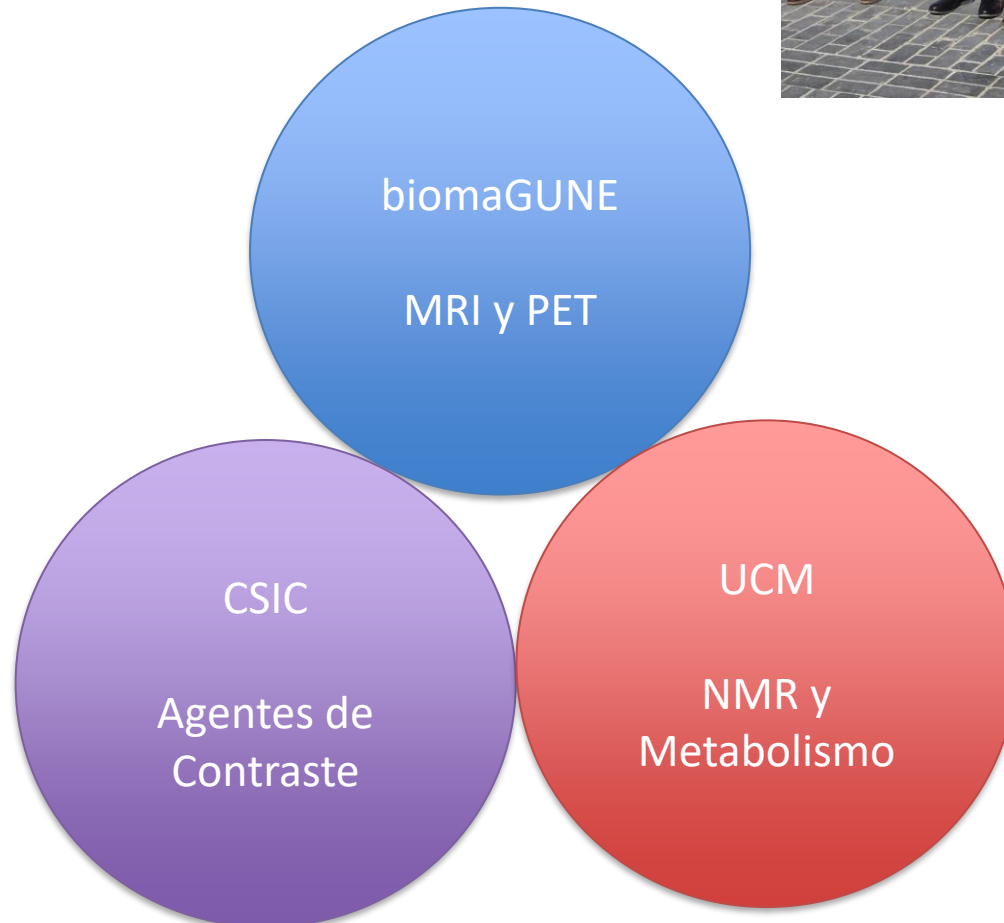 biomaGUNE
MRI y PET
CSIC
Agentes de
Contraste
UCM
NMR y
Metabolismo